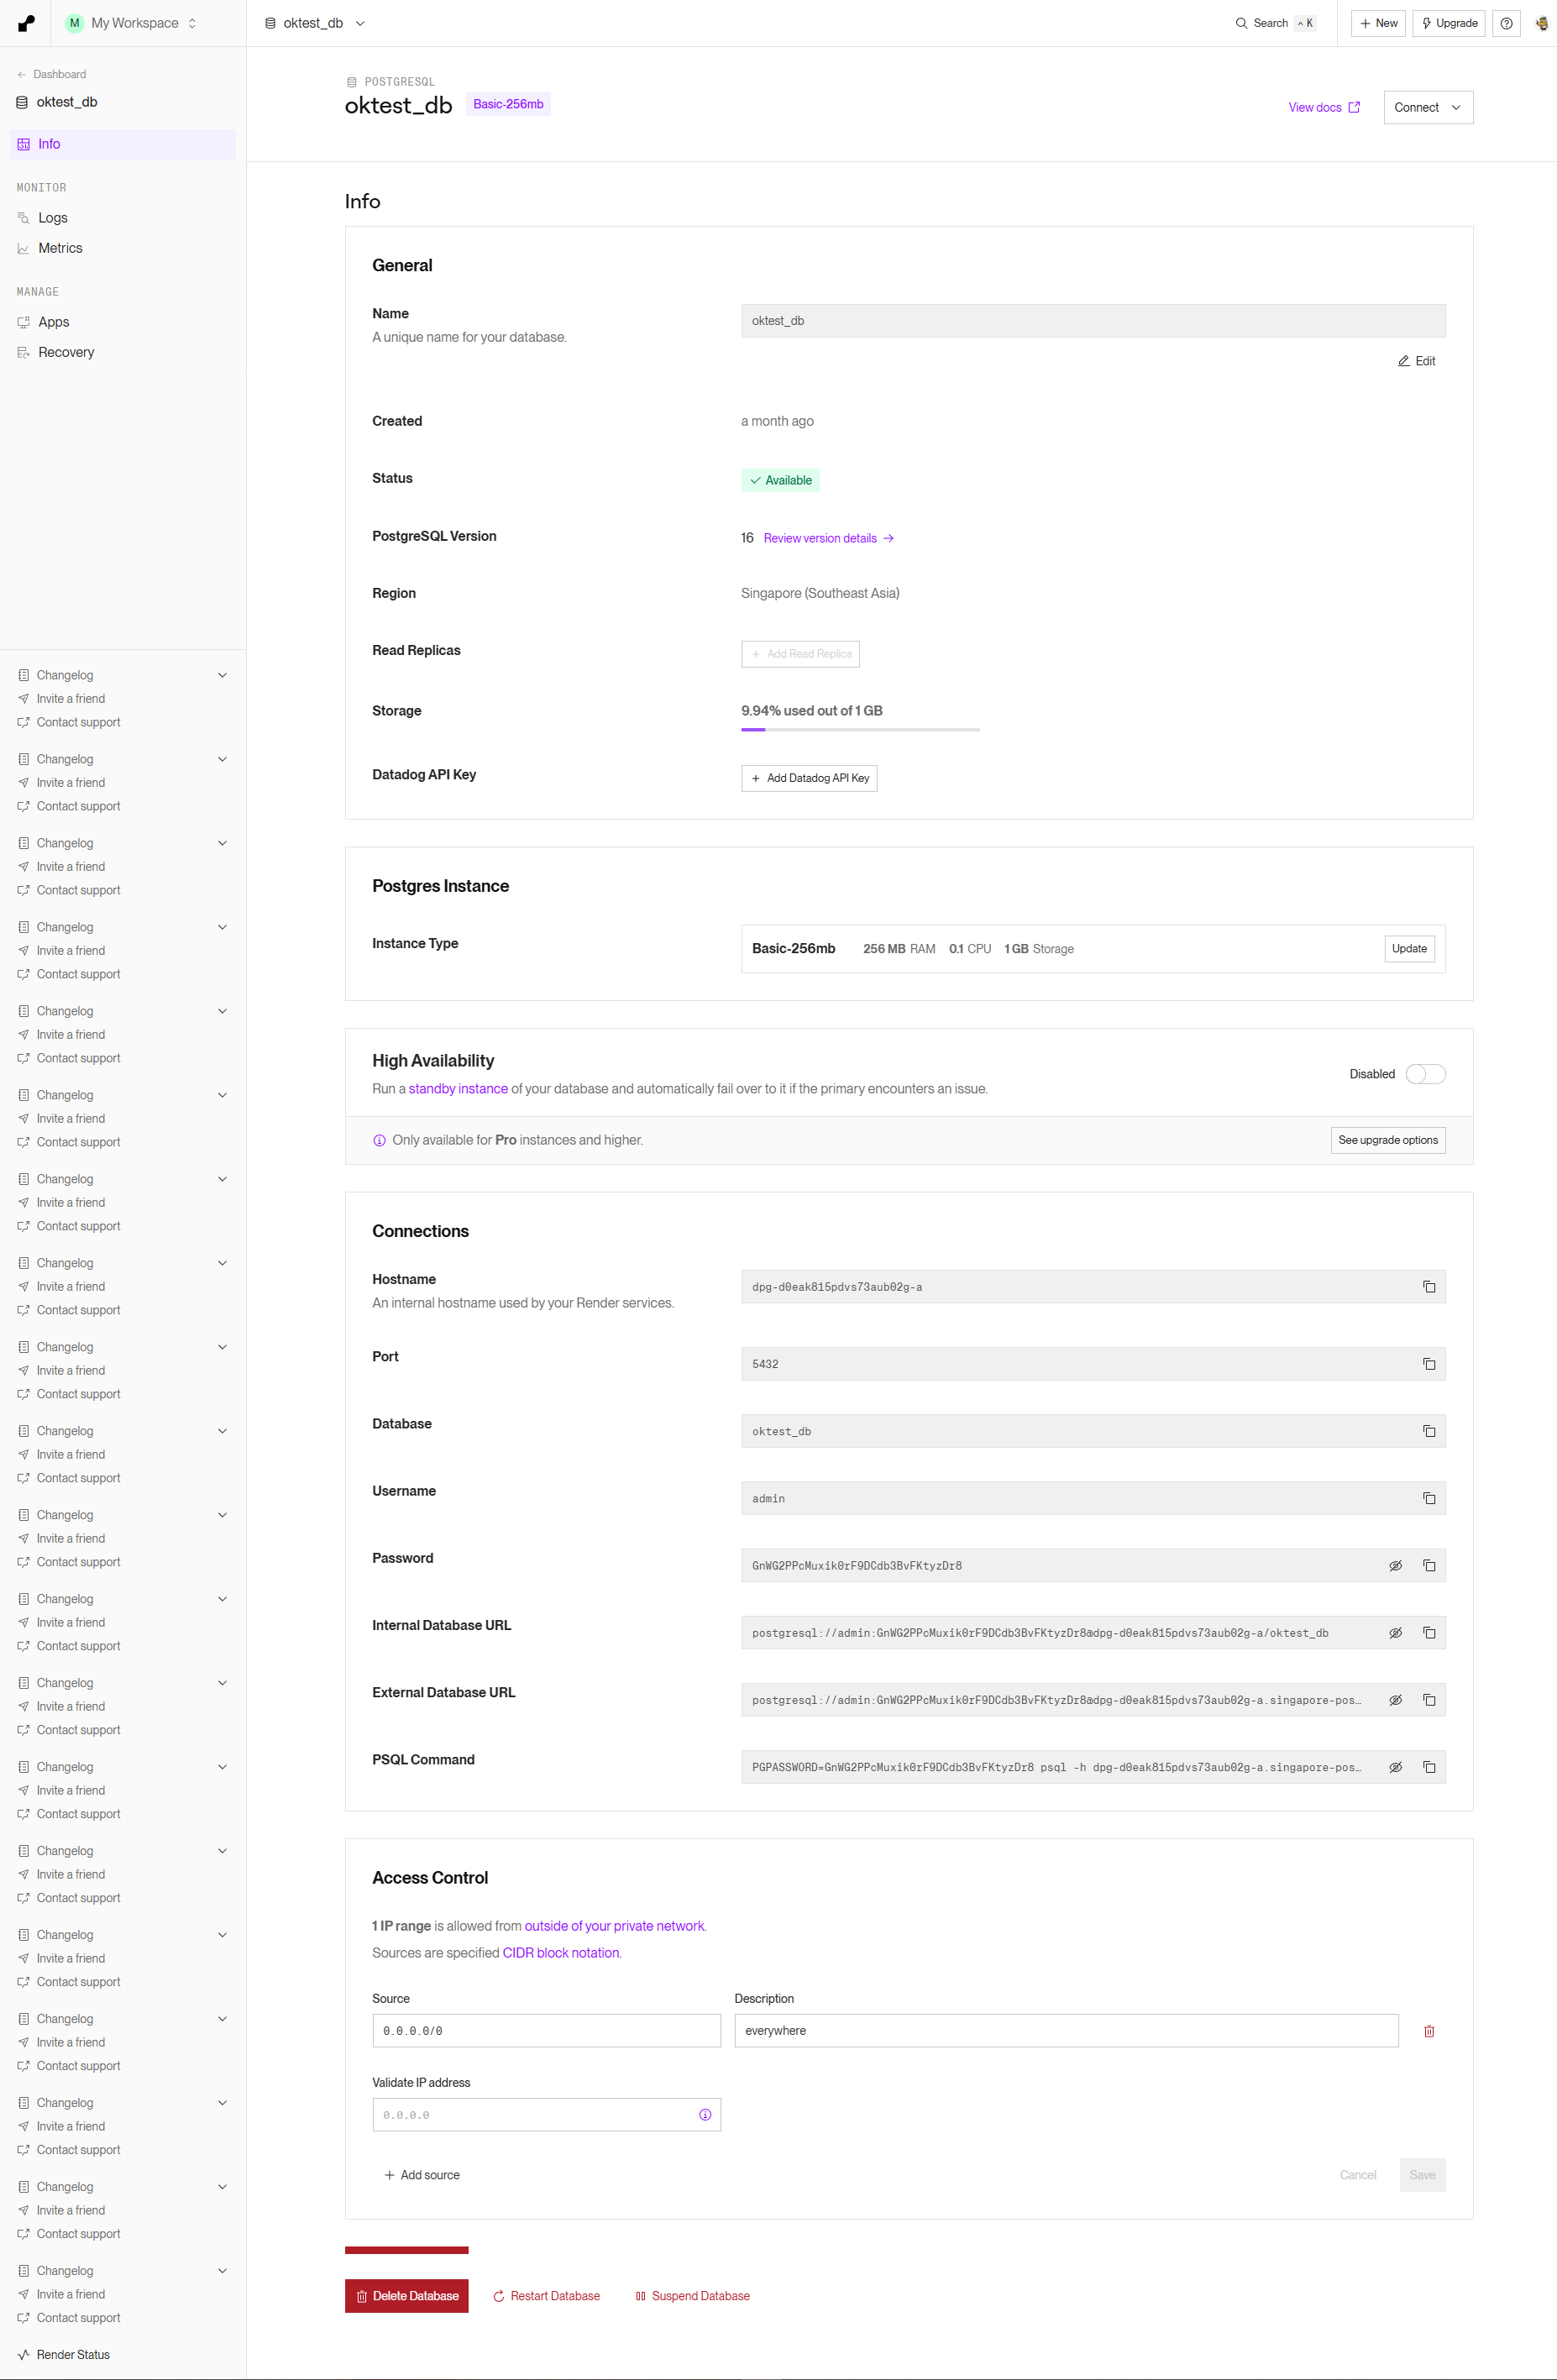 M My Workspace
oktest_db
Search
K
New
Upgrade
Dashboard
oktest_db
Info
MONITOR
Logs
Metrics
MANAGE
Apps
Recovery
Changelog
Invite a friend
Contact support
Changelog
Invite a friend
Contact support
Changelog
Invite a friend
Contact support
Changelog
Invite a friend
Contact support
Changelog
Invite a friend
Contact support
Changelog
Invite a friend
Contact support
Changelog
Invite a friend
Contact support
Changelog
Invite a friend
Contact support
Changelog
Invite a friend
Contact support
Changelog
Invite a friend
Contact support
Changelog
Invite a friend
Contact support
Changelog
Invite a friend
Contact support
Changelog
Invite a friend
Contact support
Changelog
Invite a friend
Contact support
Changelog
Invite a friend
Contact support
Changelog
Invite a friend
Contact support
Changelog
Invite a friend
Contact support
Changelog
Invite a friend
Contact support
Changelog
Invite a friend
Contact support
Changelog
Invite a friend
Contact support
Render Status
POSTGRESQL
oktest_db Basic-256mb
View docs
Connect
Info
General
Name
A unique name for your database.
oktest_db
Edit
Created
a month ago
Status
Available
PostgreSQL Version
16 Review version details
Region
Singapore (Southeast Asia)
Read Replicas
+ Add Read Replica
Storage
9.94% used out of 1 GB
Datadog API Key
+ Add Datadog API Key
Postgres Instance
Instance Type
Basic-256mb 256 MB RAM 0.1 CPU 1 GB Storage
Update
High Availability
Run a standby instance of your database and automatically fail over to it if the primary encounters an issue.
Disabled
Only available for Pro instances and higher.
See upgrade options
Connections
Hostname
An internal hostname used by your Render services.
dpg-d0eak815pdvs73aub02g-a
Port
5432
Database
oktest_db
Username
admin
Password
GnWG2PPcMuxik0rF9DCdb3BvFKtyzDr8
Internal Database URL
postgresql://admin:GnWG2PPcMuxik0rF9DCdb3BvFKtyzDr8@dpg-d0eak815pdvs73aub02g-a/oktest_db
External Database URL
postgresql://admin:GnWG2PPcMuxik0rF9DCdb3BvFKtyzDr8@dpg-d0eak815pdvs73aub02g-a.singapore-pos…
PSQL Command
PGPASSWORD=GnWG2PPcMuxik0rF9DCdb3BvFKtyzDr8 psql -h dpg-d0eak815pdvs73aub02g-a.singapore-pos…
Access Control
1 IP range is allowed from outside of your private network.
Sources are specified CIDR block notation.
Source
Description
0.0.0.0/0
everywhere
Validate IP address
0.0.0.0
+ Add source
Cancel
Save
Delete Database
Restart Database
Suspend Database